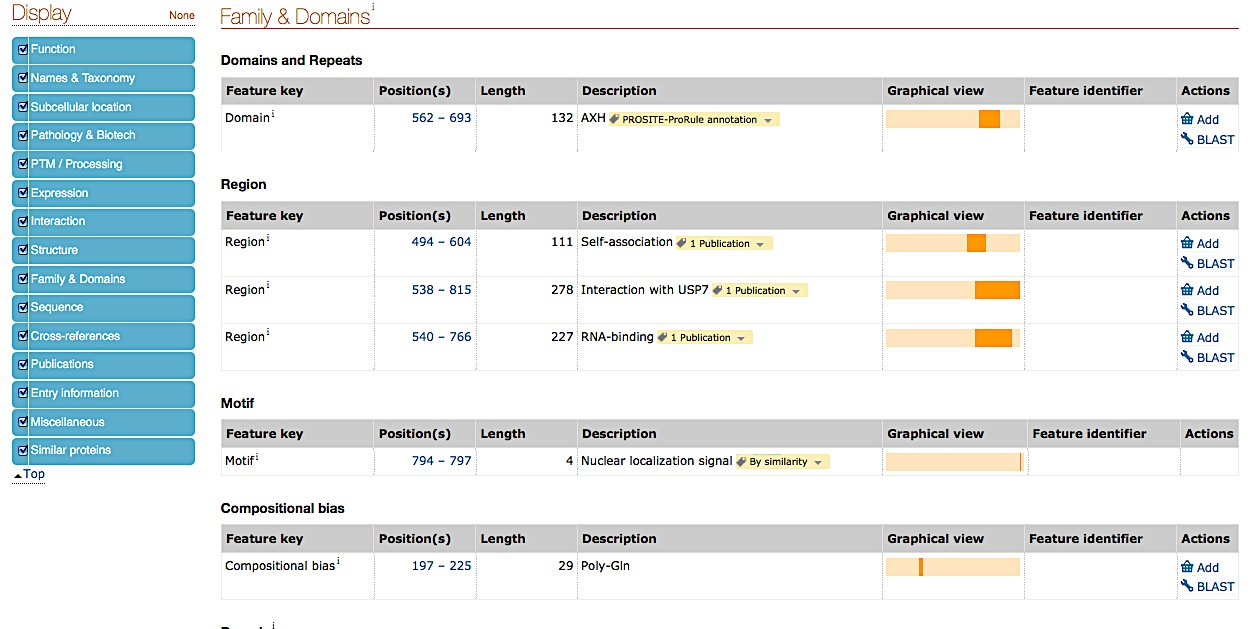 Display None
Function
Names & Taxonomy
Subcellular location
Pathology & Biotech
PTM / Processing
Expression
Interaction
Structure
Family & Domains
Sequence
Cross-references
Publications
Entry information
Miscellaneous
Similar proteins
Top
Family & Domains i
Domains and Repeats
Feature key Position(s) Length Description Graphical view Feature identifier Actions
Domain i 562 – 693 132 AXH PROSITE-ProRule annotation Add
BLAST
Region
Feature key Position(s) Length Description Graphical view Feature identifier Actions
Region i 494 – 604 111 Self-association 1 Publication Add
BLAST
Region i 538 – 815 278 Interaction with USP7 1 Publication Add
BLAST
Region i 540 – 766 227 RNA-binding 1 Publication Add
BLAST
Motif
Feature key Position(s) Length Description Graphical view Feature identifier Actions
Motif i 794 – 797 4 Nuclear localization signal By similarity
Compositional bias
Feature key Position(s) Length Description Graphical view Feature identifier Actions
Compositional bias i 197 – 225 29 Poly-Gln Add
BLAST